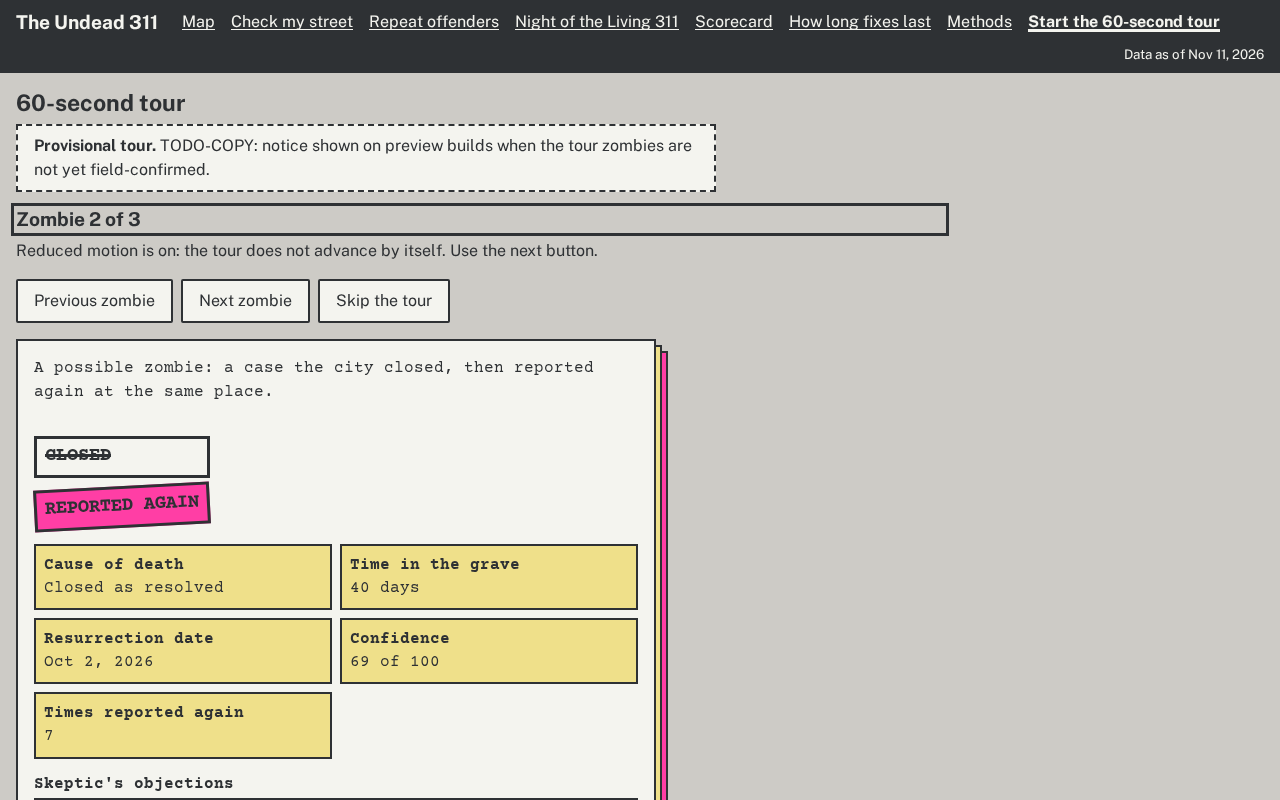 The Undead 311 Map Check my street Repeat offenders Night of the Living 311 Scorecard How long fixes last Methods Start the 60-second tour
Data as of Nov 11, 2026
60-second tour
Provisional tour. TODO-COPY: notice shown on preview builds when the tour zombies are
not yet field-confirmed.
Zombie 2 of 3
Reduced motion is on: the tour does not advance by itself. Use the next button.
Previous zombie Next zombie Skip the tour
A possible zombie: a case the city closed, then reported
again at the same place.
CLOSED
REPORTED AGAIN
Cause of death Time in the grave
Closed as resolved 40 days
Resurrection date Confidence
Oct 2, 2026 69 of 100
Times reported again
7
Skeptic's objections